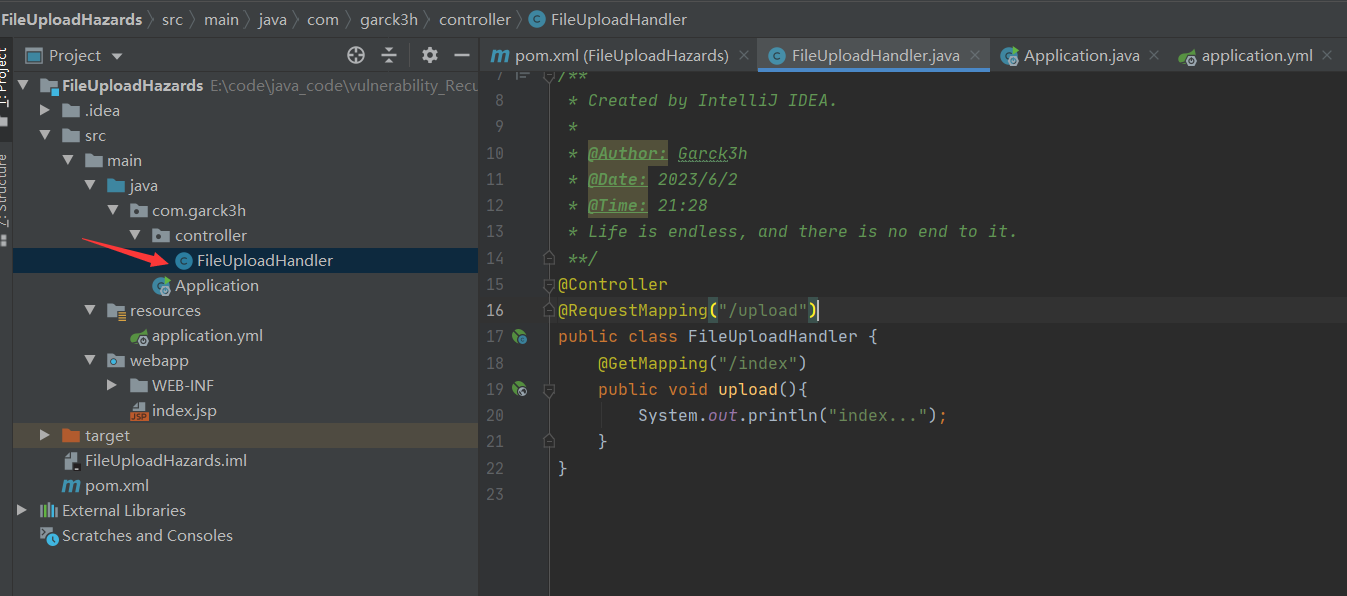 FileUploadHazards src main java com garck3h controller FileUploadHandler
Project
pom.xml (FileUploadHazards) FileUploadHandler.java Application.java application.yml
1: Project
FileUploadHazards E:\code\java_code\vulnerability_Recu
.idea
src
main
java
com.garck3h
controller
FileUploadHandler
Application
resources
application.yml
webapp
WEB-INF
index.jsp
target
FileUploadHazards.iml
pom.xml
External Libraries
Scratches and Consoles
Z: Structure
7 /**
8 * Created by IntelliJ IDEA.
9 *
10 * @Author: Garck3h
11 * @Date: 2023/6/2
12 * @Time: 21:28
13 * Life is endless, and there is no end to it.
14 **/
15 @Controller
16 @RequestMapping("/upload")
17 public class FileUploadHandler {
18 @GetMapping("/index")
19 public void upload(){
20 System.out.println("index...");
21 }
22 }
23